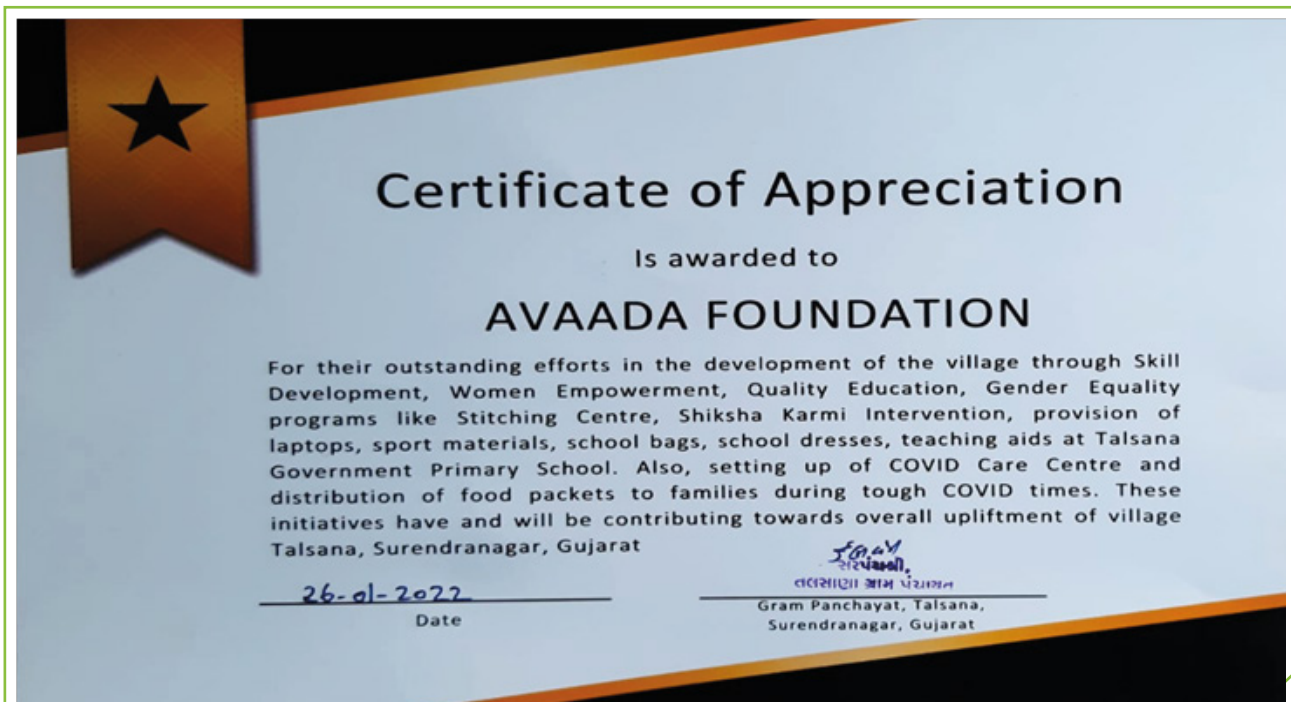 Certificate of Appreciation
Is awarded to
AVAADA FOUNDATION
For their outstanding efforts in the development of the village through Skill
Development, Women Empowerment, Quality Education, Gender Equality
programs like Stitching Centre, Shiksha Karmi Intervention, provision of
laptops, sport materials, school bags, school dresses, teaching aids at Talsana
Government Primary School. Also, setting up of COVID Care Centre and
distribution of food packets to families during tough COVID times. These
initiatives have and will be contributing towards overall upliftment of village
Talsana, Surendranagar, Gujarat
સરપંચશ્રી,
તલસાણા ગ્રામ પંચાયત
26-01-2022
Date
Gram Panchayat, Talsana,
Surendranagar, Gujarat